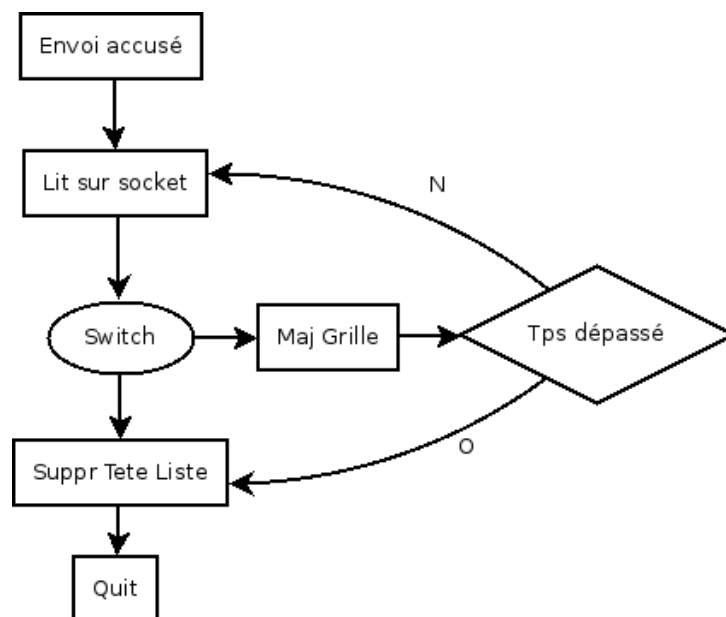 Envoi accusé
Lit sur socket
N
Switch
Maj Grille
Tps dépassé
O
Suppr Tete Liste
Quit